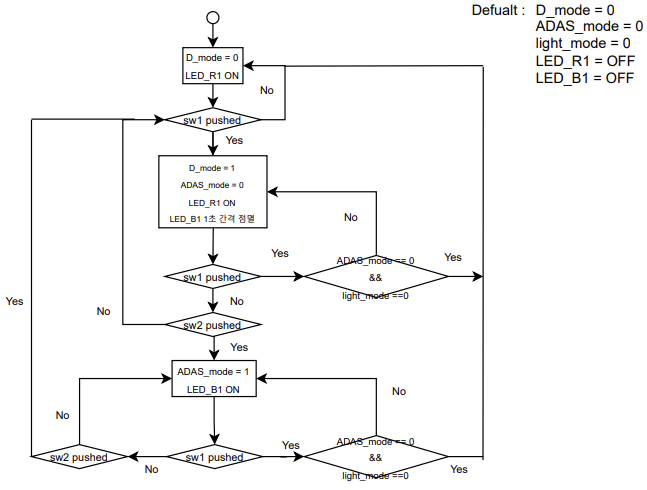 Defualt : D_mode = 0
ADAS_mode = 0
light_mode = 0
LED_R1 = OFF
LED_B1 = OFF
D_mode = 0
LED_R1 ON
No
sw1 pushed
Yes
D_mode = 1
ADAS_mode = 0
LED_R1 ON
LED_B1 1초 간격 점멸
No
Yes
sw1 pushed
ADAS_mode == 0
&&
light_mode ==0
Yes
No
Yes
No
sw2 pushed
Yes
ADAS_mode = 1
LED_B1 ON
No
No
sw2 pushed
No
sw1 pushed
Yes
ADAS_mode == 0
&&
light_mode ==0
Yes